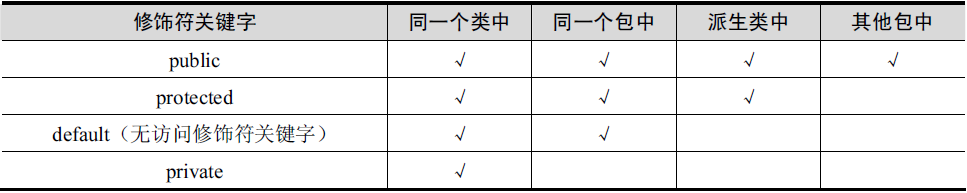 修饰符关键字 同一个类中 同一个包中 派生类中 其他包中
public √ √ √ √
protected √ √ √
default（无访问修饰符关键字） √ √
private √